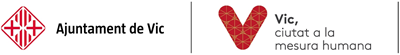 Ajuntament de Vic
Vic,
ciutat a la
mesura humana